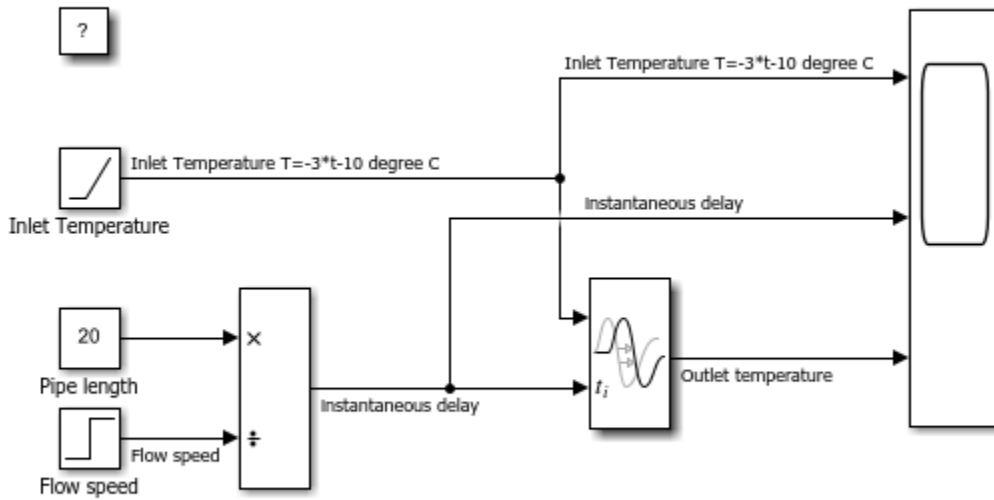 ?
Inlet Temperature T=-3*t-10 degree C
Inlet Temperature T=-3*t-10 degree C
Inlet Temperature
Instantaneous delay
20
×
Pipe length
t_i
Outlet temperature
Instantaneous delay
÷
Flow speed
Flow speed